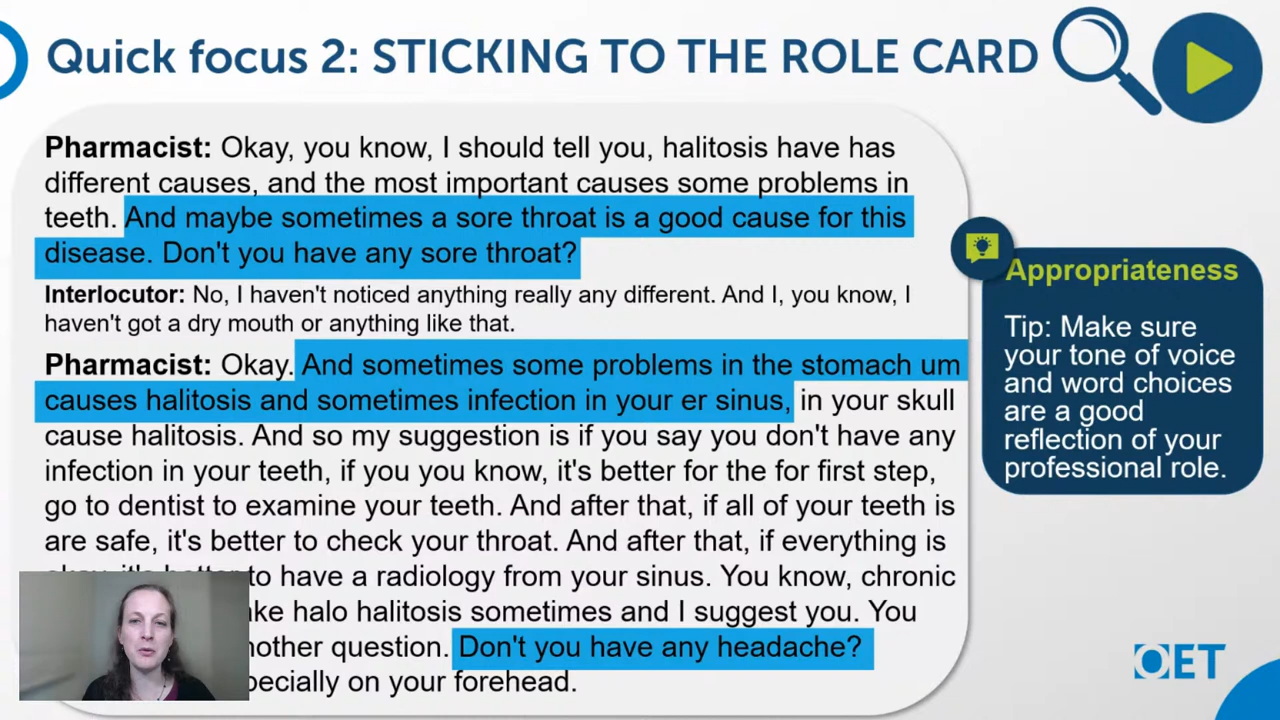 Quick focus 2: STICKING TO THE ROLE CARD
Pharmacist: Okay, you know, I should tell you, halitosis have has
different causes, and the most important causes some problems in
teeth. And maybe sometimes a sore throat is a good cause for this
disease. Don't you have any sore throat?
Interlocutor: No, I haven't noticed anything really any different. And I, you know, I
haven't got a dry mouth or anything like that.
Pharmacist: Okay. And sometimes some problems in the stomach um
causes halitosis and sometimes infection in your er sinus, in your skull
cause halitosis. And so my suggestion is if you say you don't have any
infection in your teeth, if you you know, it's better for the for first step,
go to dentist to examine your teeth. And after that, if all of your teeth is
are safe, it's better to check your throat. And after that, if everything is
to have a radiology from your sinus. You know, chronic
halo halitosis sometimes and I suggest you. You
question. Don't you have any headache?
on your forehead.
Appropriateness
Tip: Make sure
your tone of voice
and word choices
are a good
reflection of your
professional role.
OET